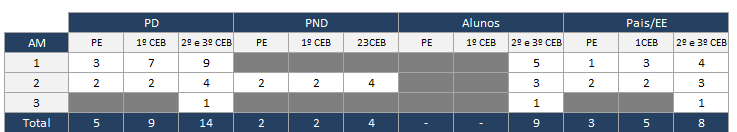 PD PND Alunos Pais/EE
AM PE 1º CEB 2º e 3º CEB PE 1º CEB 23CEB PE 1º CEB 2º e 3º CEB PE 1CEB 2º e 3º CEB
1 3 7 9 5 1 3 4
2 2 2 4 2 2 4 3 2 2 3
3 1 1 1
Total 5 9 14 2 2 4 - - 9 3 5 8